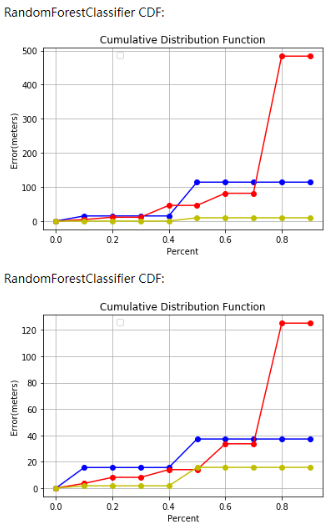 RandomForestClassifier CDF:
Cumulative Distribution Function
500
400
300
200
100
0
Error(meters)
0.0 0.2 0.4 0.6 0.8
Percent
RandomForestClassifier CDF:
Cumulative Distribution Function
120
100
80
60
40
20
0
Error(meters)
0.0 0.2 0.4 0.6 0.8
Percent